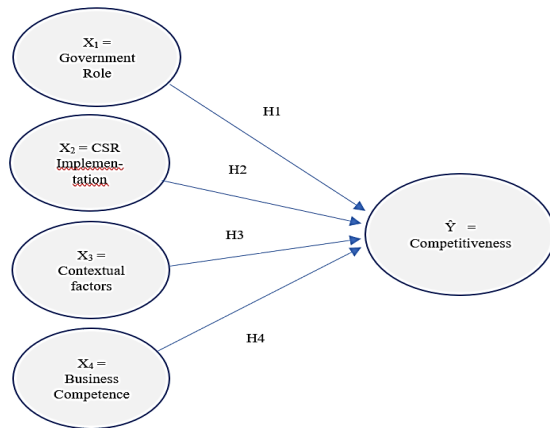 X₁ =
Government
Role
H1
X₂ = CSR
Implemen-
tation
H2
X₃ =
Contextual
factors
H3
X₄ =
Business
Competence
H4
Ŷ =
Competitiveness